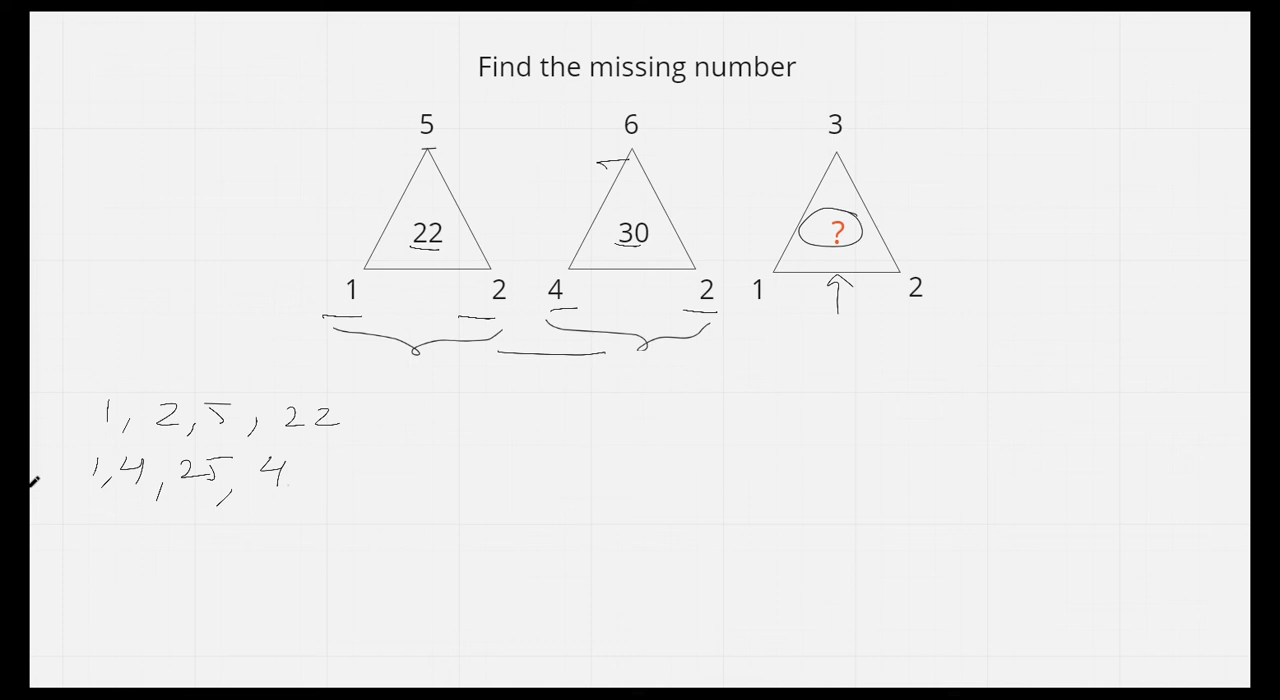 Find the missing number
5 6 3
22 30 ?
1 2 4 2 1 2
1, 2, 5, 22
1, 4, 25, 4